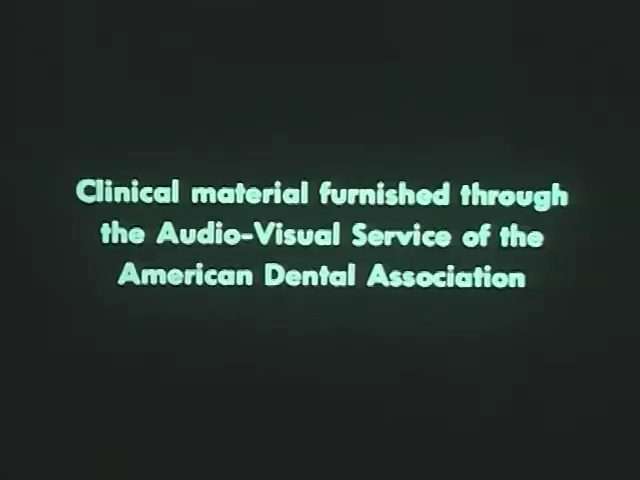 Clinical material furnished through
the Audio-Visual Service of the
American Dental Association